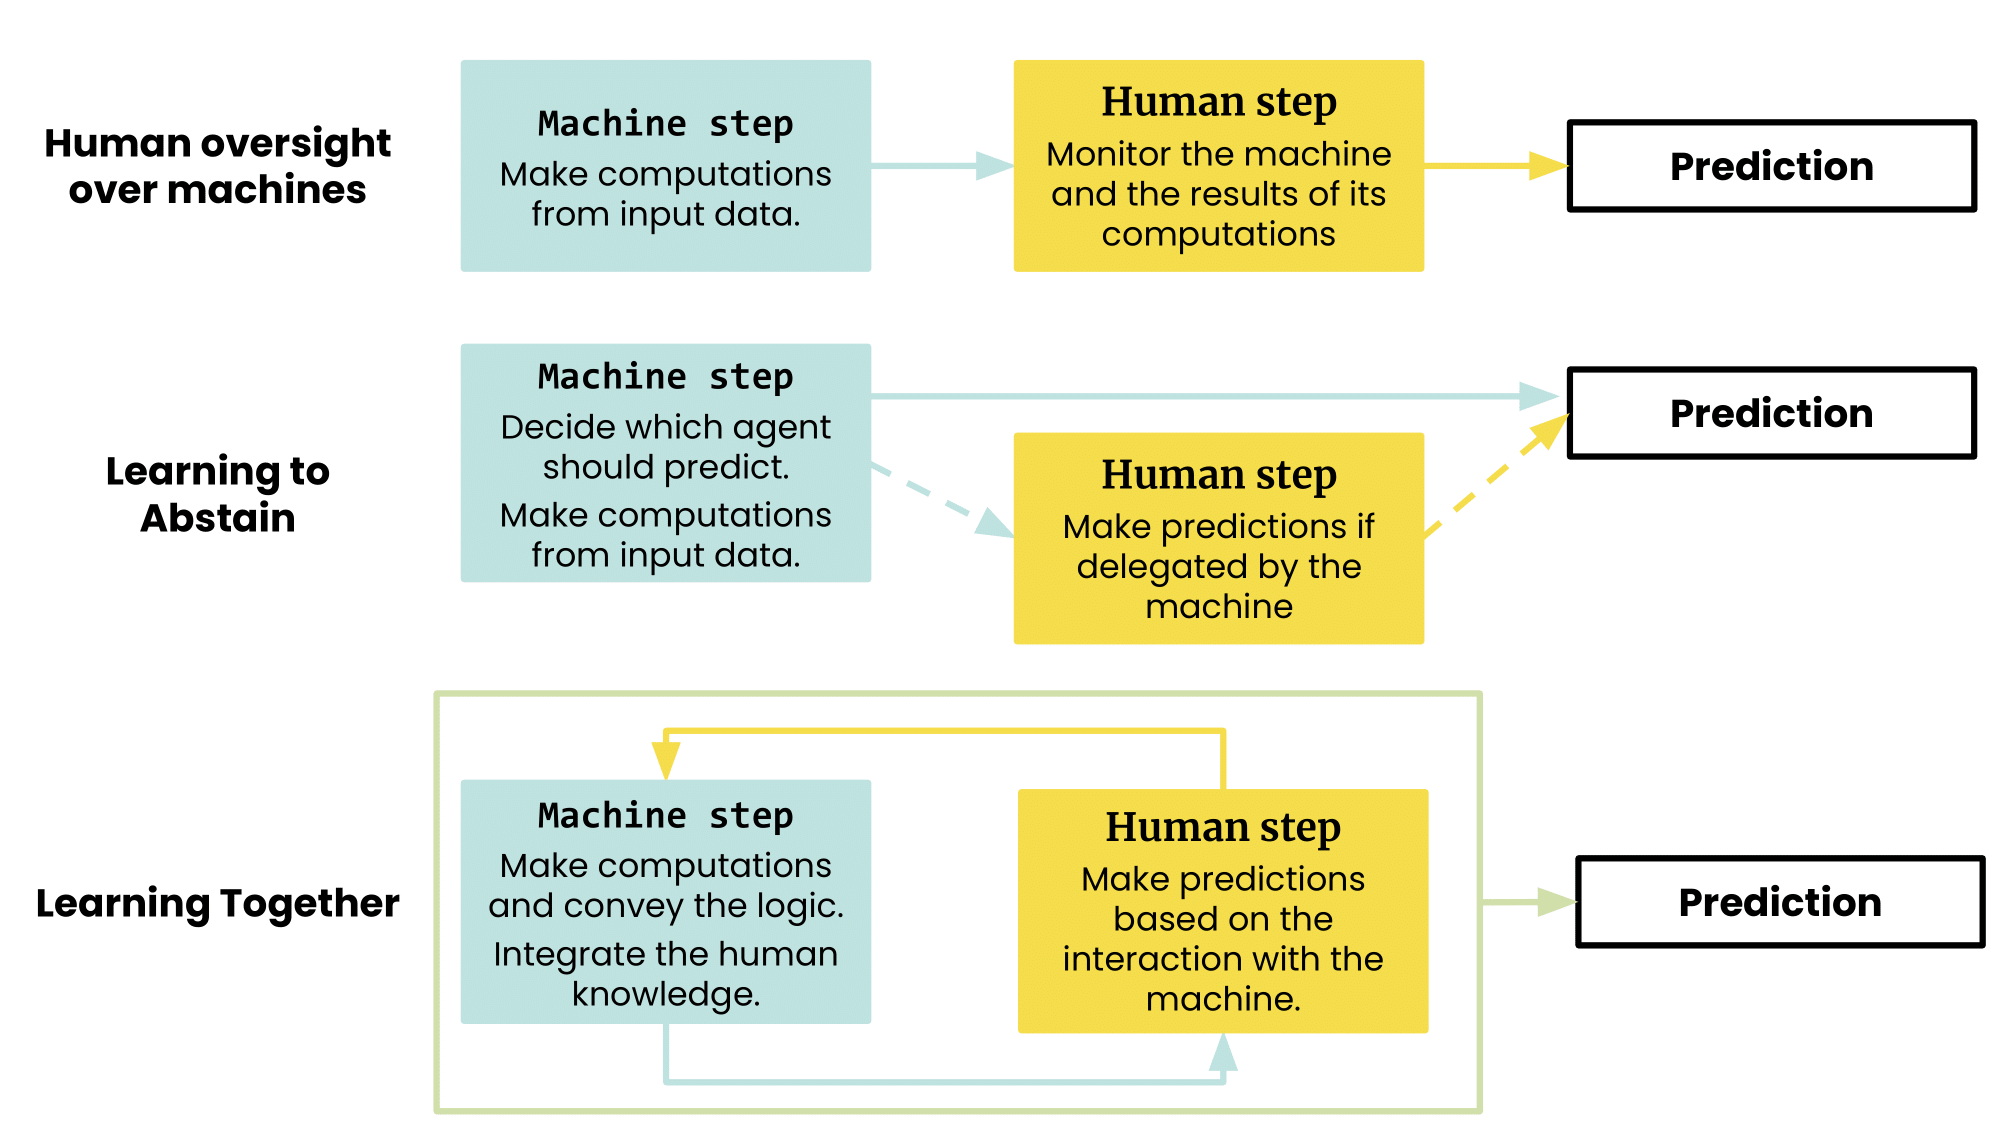 Human oversight
over machines
Machine step
Make computations
from input data.
Human step
Monitor the machine
and the results of its
computations
Prediction
Learning to
Abstain
Machine step
Decide which agent
should predict.
Make computations
from input data.
Human step
Make predictions if
delegated by the
machine
Prediction
Learning Together
Machine step
Make computations
and convey the logic.
Integrate the human
knowledge.
Human step
Make predictions
based on the
interaction with the
machine.
Prediction